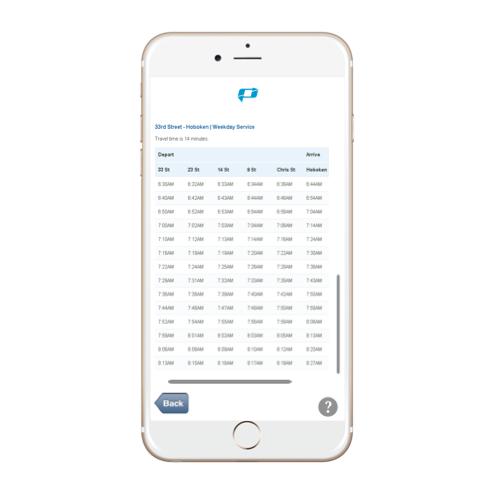 33rd Street - Hoboken | Weekday Service
Travel time is 14 minutes.
Depart Arrive
33 St 23 St 14 St 9 St Chris St Hoboken
6:30AM 6:32AM 6:33AM 6:34AM 6:36AM 6:44AM
6:40AM 6:42AM 6:43AM 6:44AM 6:46AM 6:54AM
6:50AM 6:52AM 6:53AM 6:54AM 6:56AM 7:04AM
7:00AM 7:02AM 7:03AM 7:04AM 7:06AM 7:14AM
7:10AM 7:12AM 7:13AM 7:14AM 7:16AM 7:24AM
7:16AM 7:18AM 7:19AM 7:20AM 7:22AM 7:30AM
7:22AM 7:24AM 7:25AM 7:26AM 7:28AM 7:36AM
7:29AM 7:31AM 7:32AM 7:33AM 7:35AM 7:43AM
7:36AM 7:38AM 7:39AM 7:40AM 7:42AM 7:50AM
7:44AM 7:46AM 7:47AM 7:48AM 7:50AM 7:58AM
7:52AM 7:54AM 7:55AM 7:56AM 7:58AM 8:06AM
7:59AM 8:01AM 8:02AM 8:03AM 8:05AM 8:13AM
8:06AM 8:08AM 8:09AM 8:10AM 8:12AM 8:20AM
8:13AM 8:15AM 8:16AM 8:17AM 8:19AM 8:27AM
Back ?